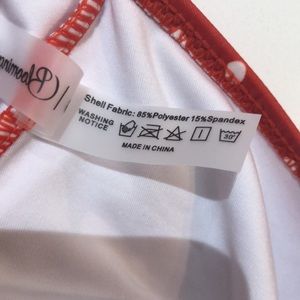 Shell Fabric: 85%Polyester 15%Spandex
WASHING
NOTICE
30°
MADE IN CHINA